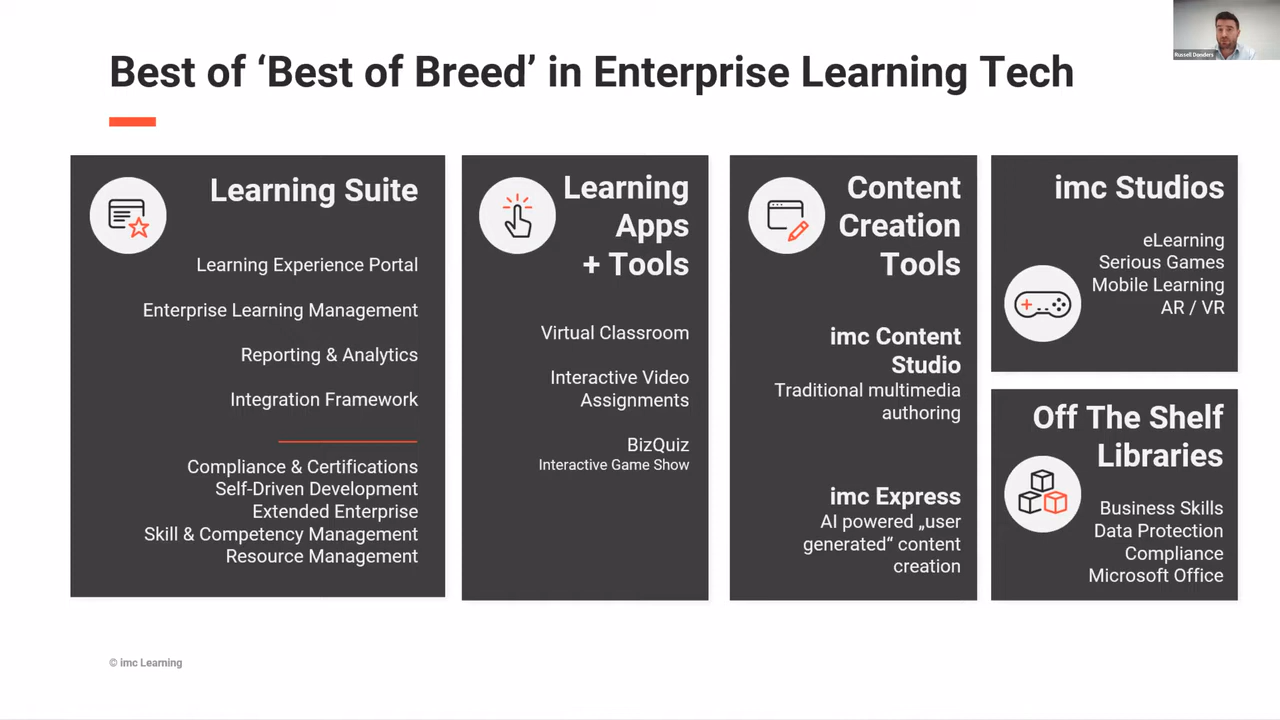 Best of ‘Best of Breed’ in Enterprise Learning Tech
Russell Donders
Learning Suite
Learning Experience Portal
Enterprise Learning Management
Reporting & Analytics
Integration Framework
Compliance & Certifications
Self-Driven Development
Extended Enterprise
Skill & Competency Management
Resource Management
Learning
Apps
+ Tools
Virtual Classroom
Interactive Video
Assignments
BizQuiz
Interactive Game Show
Content
Creation
Tools
imc Content
Studio
Traditional multimedia
authoring
imc Express
AI powered „user
generated“ content
creation
imc Studios
eLearning
Serious Games
Mobile Learning
AR / VR
Off The Shelf
Libraries
Business Skills
Data Protection
Compliance
Microsoft Office
© imc Learning